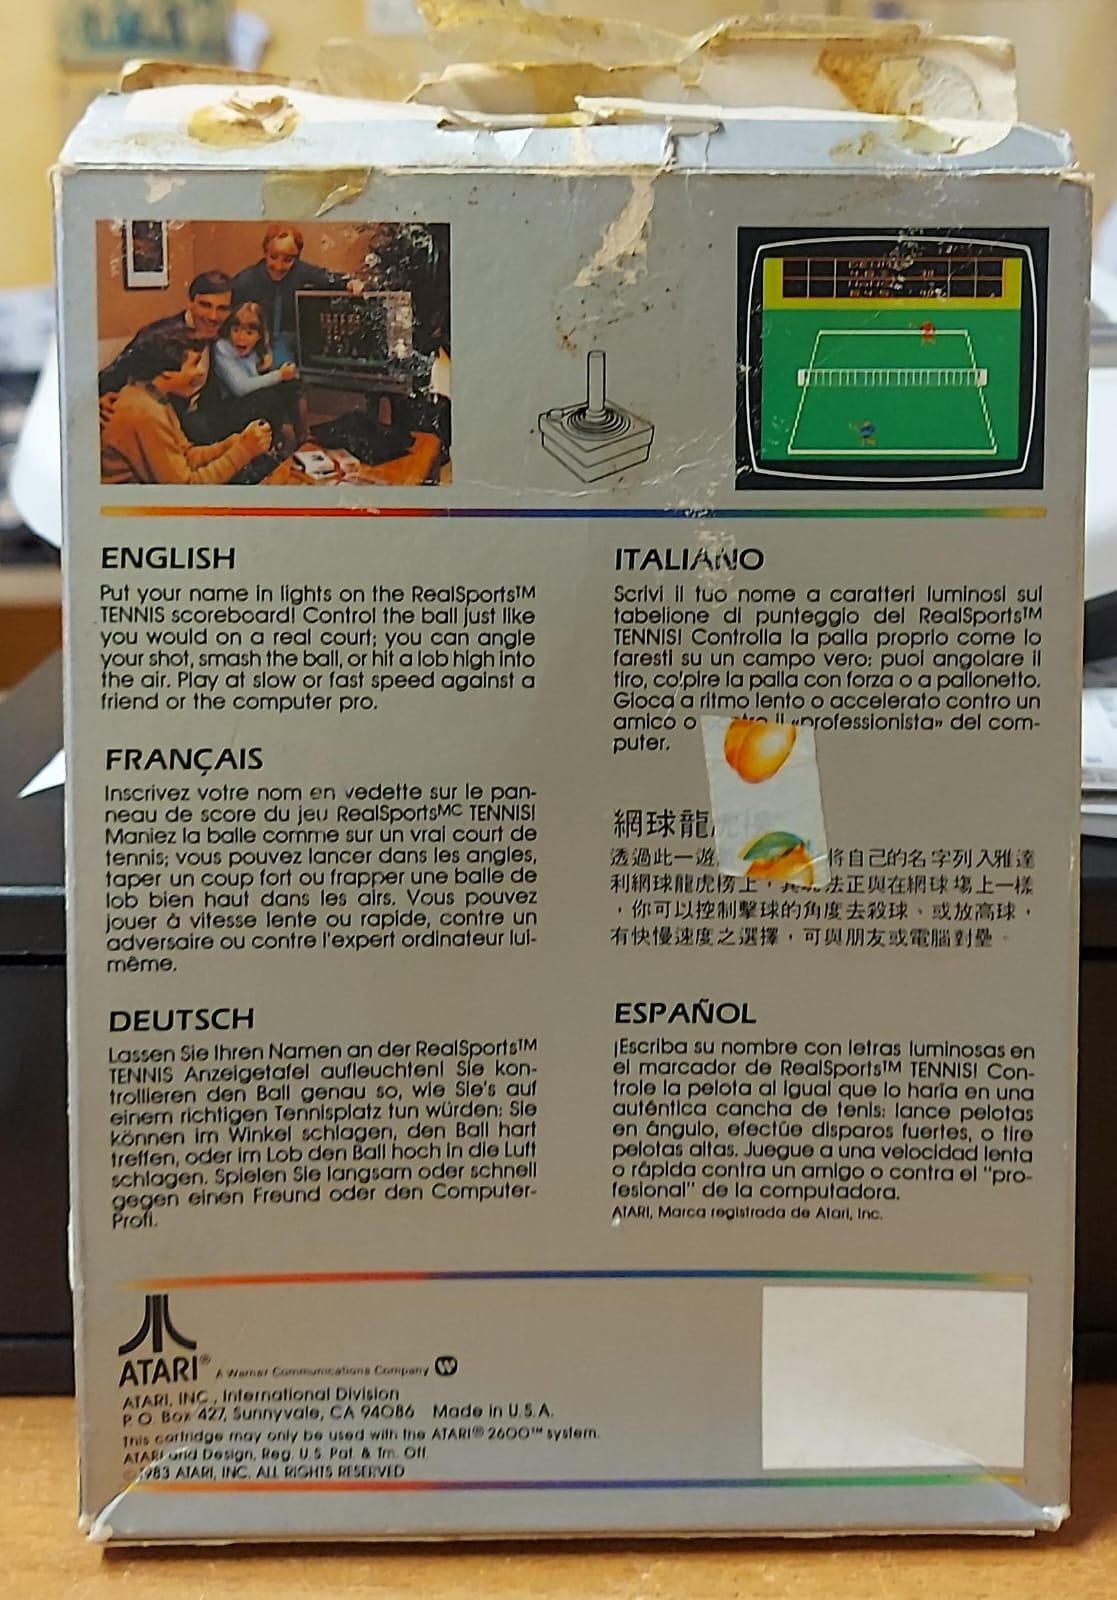 ENGLISH
Put your name in lights on the RealSports™
TENNIS scoreboard! Control the ball just like
you would on a real court; you can angle
your shot, smash the ball, or hit a lob high into
the air. Play at slow or fast speed against a
friend or the computer pro.
FRANÇAIS
Inscrivez votre nom en vedette sur le pan-
neau de score du jeu RealSportsMC TENNIS!
Maniez la balle comme sur un vrai court de
tennis; vous pouvez lancer dans les angles,
taper un coup fort ou frapper une balle de
lob bien haut dans les airs. Vous pouvez
jouer à vitesse lente ou rapide, contre un
adversaire ou contre l'expert ordinateur lui-
même.
DEUTSCH
Lassen Sie Ihren Namen an der RealSports™
TENNIS Anzeigetafel aufleuchten! Sie kon-
trollieren den Ball genau so, wie Sie's auf
einem richtigen Tennisplatz tun würden: Sie
können im Winkel schlagen, den Ball hart
treffen, oder im Lob den Ball hoch in die Luft
schlagen. Spielen Sie langsam oder schnell
gegen einen Freund oder den Computer-
Profi.
ITALIANO
Scrivi il tuo nome a caratteri luminosi sul
tabellone di punteggio del RealSports™
TENNIS! Controlla la palla proprio come lo
faresti su un campo vero: puoi angolare il
tiro, colpire la palla con forza o a pallonetto.
Gioca a ritmo lento o accelerato contro un
amico o il «professionista» del com-
puter.
網球龍
透過此一遊 將自己的名字列入雅達
利網球龍虎榜上，其玩法正與在網球場上一樣
，你可以控制擊球的角度去殺球、或放高球，
有快慢速度之選擇，可與朋友或電腦對壘。
ESPAÑOL
¡Escriba su nombre con letras luminosas en
el marcador de RealSports™ TENNIS! Con-
trole la pelota al igual que lo haría en una
auténtica cancha de tenis: lance pelotas
en ángulo, efectúe disparos fuertes, o tire
pelotas altas. Juegue a una velocidad lenta
o rápida contra un amigo o contra el "pro-
fesional" de la computadora.
ATARI, Marca registrada de Atari, Inc.
ATARI® A Warner Communications Company W
ATARI, INC., International Division
P.O. Box 427, Sunnyvale, CA 94086 Made in U.S.A.
This cartridge may only be used with the ATARI® 2600™ system.
ATARI and Design, Reg. U.S. Pat. & Tm. Off.
©1983 ATARI, INC. ALL RIGHTS RESERVED